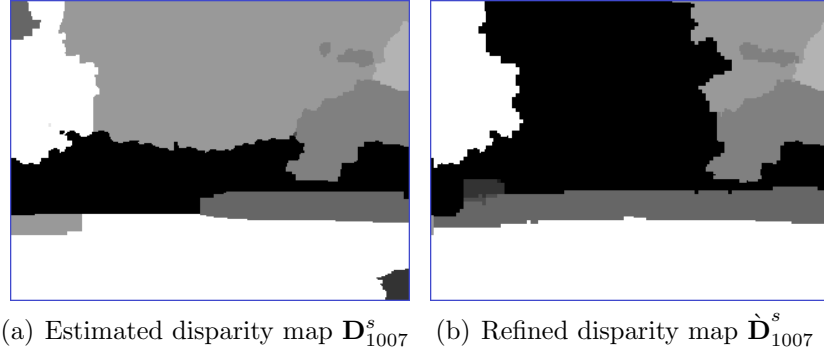 (a) Estimated disparity map D^s_1007 (b) Refined disparity map D̀^s_1007